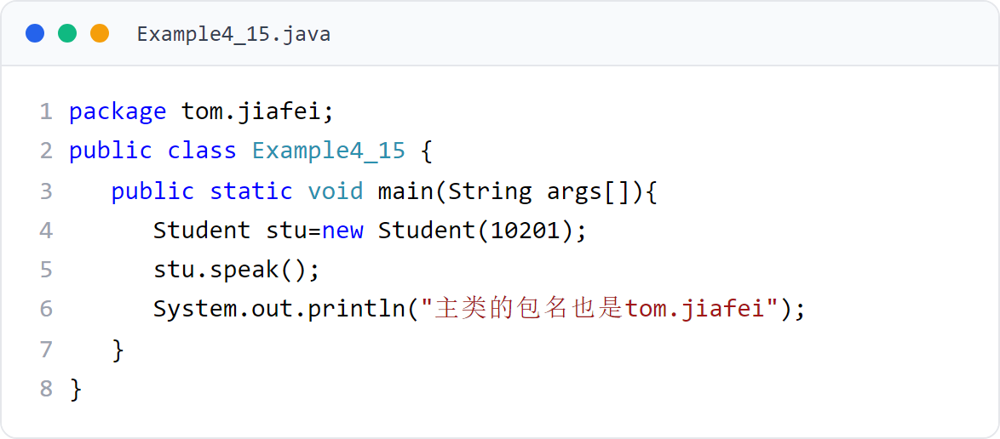 Example4_15.java
1 package tom.jiafei;
2 public class Example4_15 {
3    public static void main(String args[]){
4       Student stu=new Student(10201);
5       stu.speak();
6       System.out.println("主类的包名也是tom.jiafei");
7    }
8 }